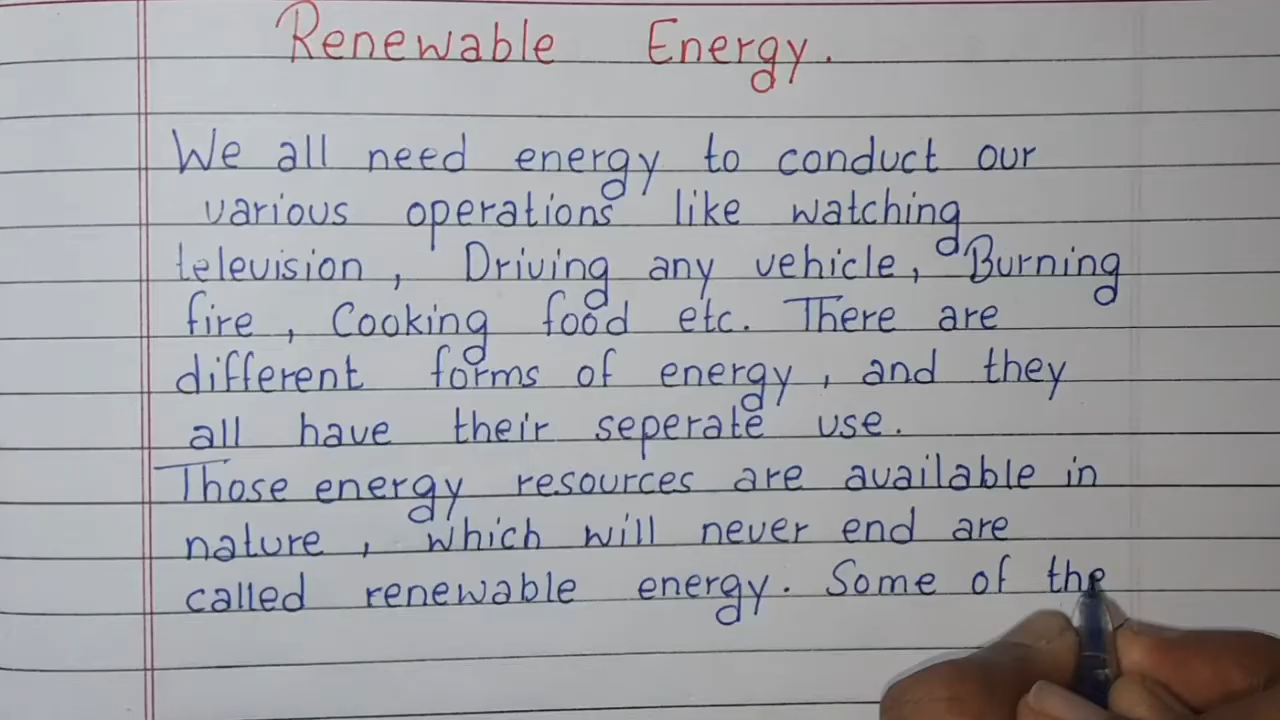 Renewable Energy.
We all need energy to conduct our
various operations like watching
television, Driving any vehicle, Burning
fire, Cooking food etc. There are
different forms of energy, and they
all have their seperate use.
Those energy resources are available in
nature, which will never end are
called renewable energy. Some of the